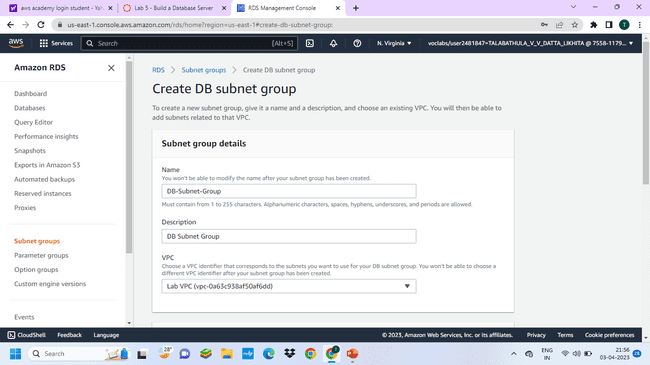 aws academy login student - Ya
Lab 5 - Build a Database Server
RDS Management Console
us-east-1.console.aws.amazon.com/rds/home?region=us-east-1#create-db-subnet-group:
T
aws
Services
Search
[Alt+S]
N. Virginia
voclabs/user2481847=TALABATHULA_V_V_DATTA_LIKHITA @ 7558-1179...
Amazon RDS
Dashboard
Databases
Query Editor
Performance insights
Snapshots
Exports in Amazon S3
Automated backups
Reserved instances
Proxies
Subnet groups
Parameter groups
Option groups
Custom engine versions
Events
RDS
Subnet groups
Create DB subnet group
Create DB subnet group
To create a new subnet group, give it a name and a description, and choose an existing VPC. You will then be able to
add subnets related to that VPC.
Subnet group details
Name
You won't be able to modify the name after your subnet group has been created.
DB-Subnet-Group
Must contain from 1 to 255 characters. Alphanumeric characters, spaces, hyphens, underscores, and periods are allowed.
Description
DB Subnet Group
VPC
Choose a VPC identifier that corresponds to the subnets you want to use for your DB subnet group. You won't be able to choose a
different VPC identifier after your subnet group has been created.
Lab VPC (vpc-0a63c938af50af6dd)
CloudShell
Feedback
Language
© 2023, Amazon Web Services, Inc. or its affiliates.
Privacy
Terms
Cookie preferences
Search
28°
ENG
IN
21:56
03-04-2023